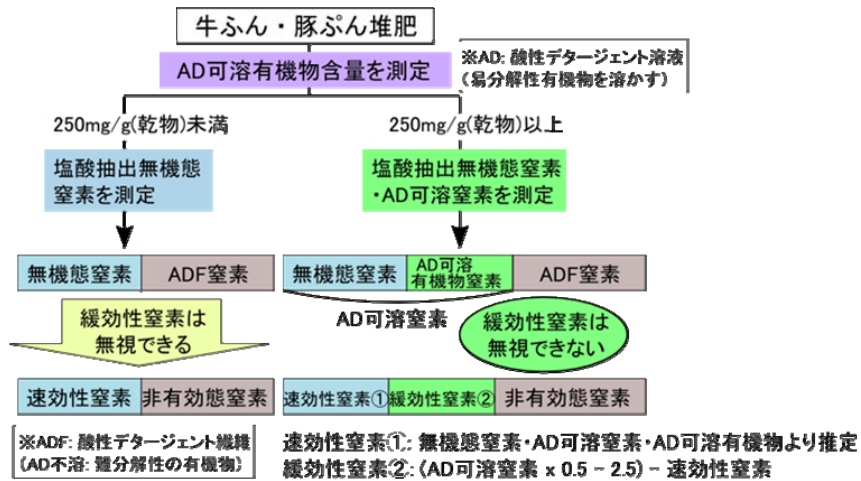 牛ふん・豚ぷん堆肥
AD可溶有機物含量を測定
※AD: 酸性デタージェント溶液
(易分解性有機物を溶かす)
250mg/g(乾物)未満
250mg/g(乾物)以上
塩酸抽出無機態
窒素を測定
塩酸抽出無機態窒素
・AD可溶窒素を測定
無機態窒素
ADF窒素
無機態窒素
AD可溶
有機物窒素
ADF窒素
緩効性窒素は
無視できる
AD可溶窒素
緩効性窒素は
無視できない
速効性窒素
非有効態窒素
速効性窒素①
緩効性窒素②
非有効態窒素
※ADF: 酸性デタージェント繊維
(AD不溶: 難分解性の有機物)
速効性窒素①: 無機態窒素・AD可溶窒素・AD可溶有機物より推定
緩効性窒素②: (AD可溶窒素 x 0.5 - 2.5) - 速効性窒素